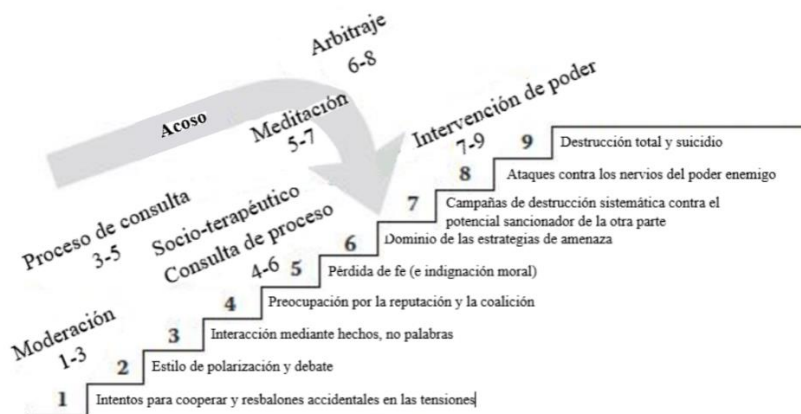 Arbitraje
6-8
Acoso
Meditación
5-7
Intervención de poder
7-9
9 Destrucción total y suicidio
8 Ataques contra los nervios del poder enemigo
7 Campañas de destrucción sistemática contra el
potencial sancionador de la otra parte
Proceso de consulta
3-5
Socio-terapéutico
Consulta de proceso
4-6
6 Dominio de las estrategias de amenaza
5 Pérdida de fe (e indignación moral)
4 Preocupación por la reputación y la coalición
Moderación
1-3
3 Interacción mediante hechos, no palabras
2 Estilo de polarización y debate
1 Intentos para cooperar y resbalones accidentales en las tensiones